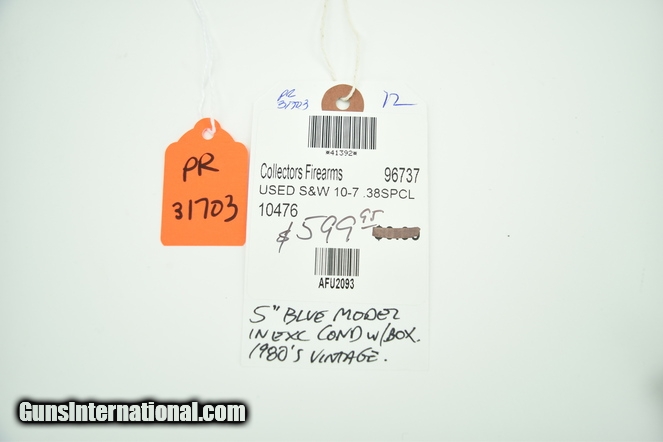 PR
31703
PR
31703
12
*41392*
Collectors Firearms 96737
USED S&W 10-7 .38SPCL
10476
$599.95
AFU2093
5" BLUE MODEL
IN EXC COND W/BOX.
1980'S VINTAGE.
GunsInternational.com